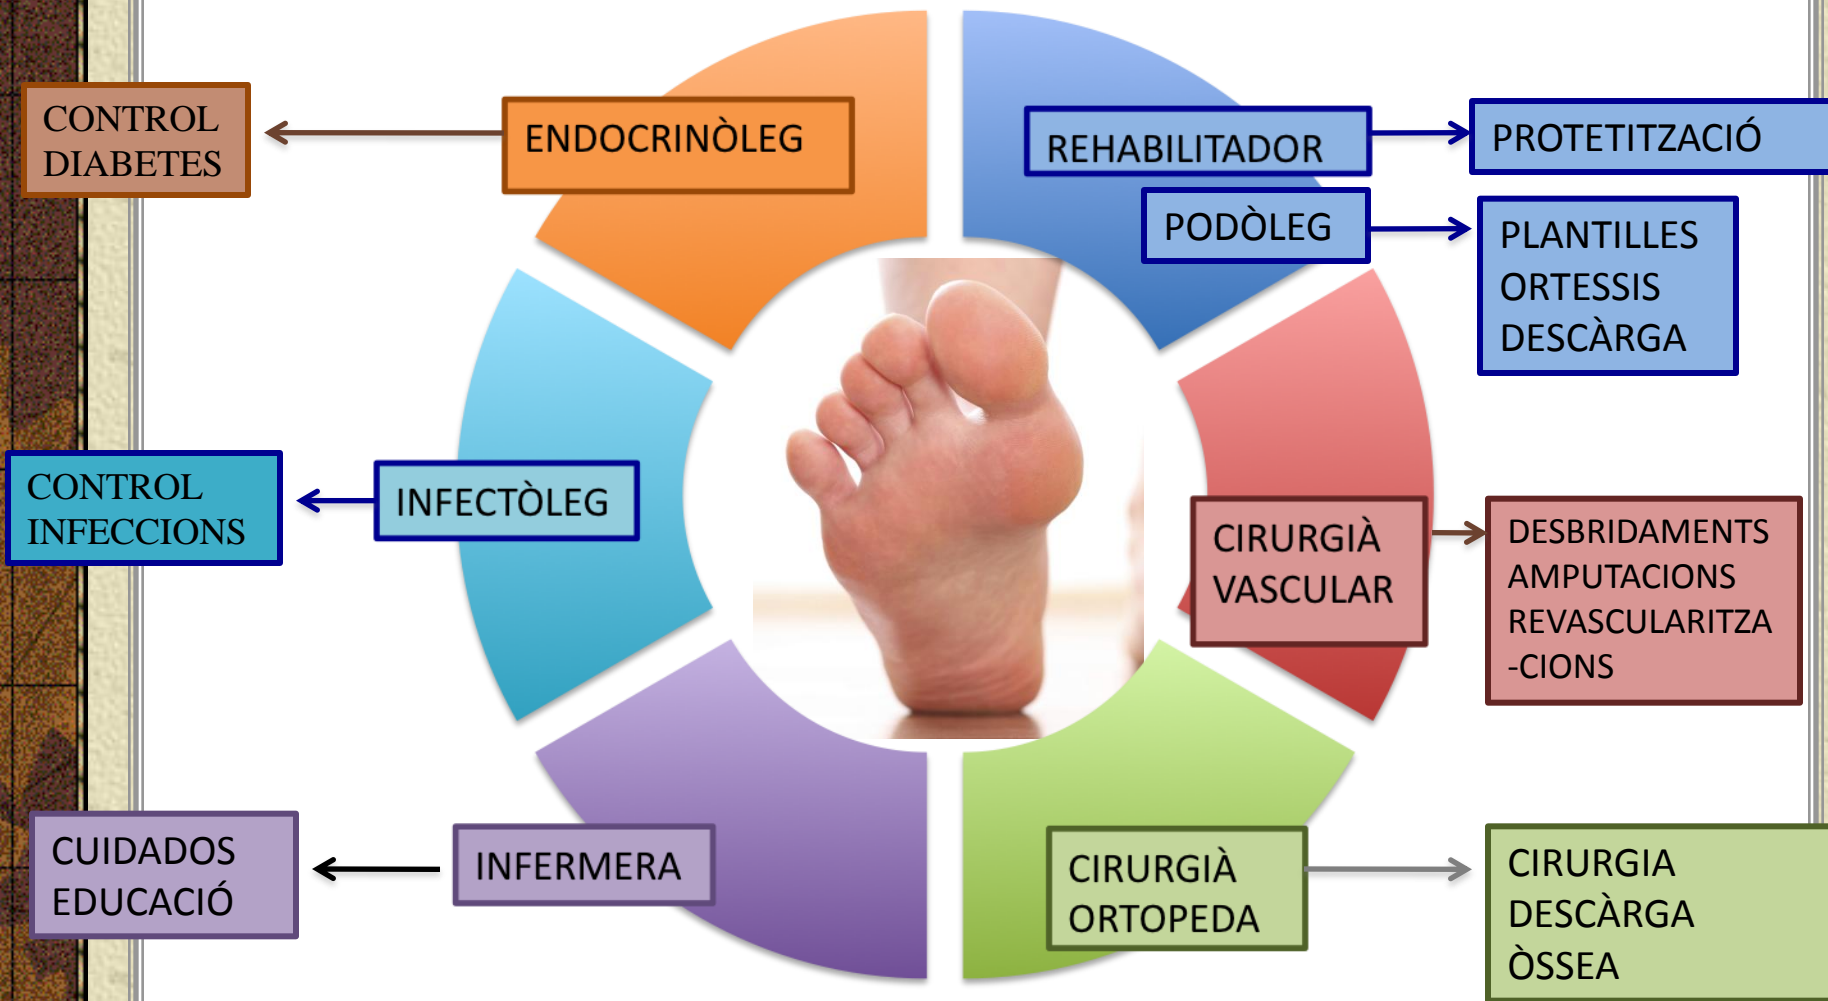 CONTROL
DIABETES
ENDOCRINÒLEG
REHABILITADOR
PROTETITZACIÓ
PODÒLEG
PLANTILLES
ORTESSIS
DESCÀRGA
CONTROL
INFECCIONS
INFECTÒLEG
CIRURGIÀ
VASCULAR
DESBRIDAMENTS
AMPUTACIONS
REVASCULARITZA
-CIONS
CUIDADOS
EDUCACIÓ
INFERMERA
CIRURGIÀ
ORTOPEDA
CIRURGIA
DESCÀRGA
ÒSSEA